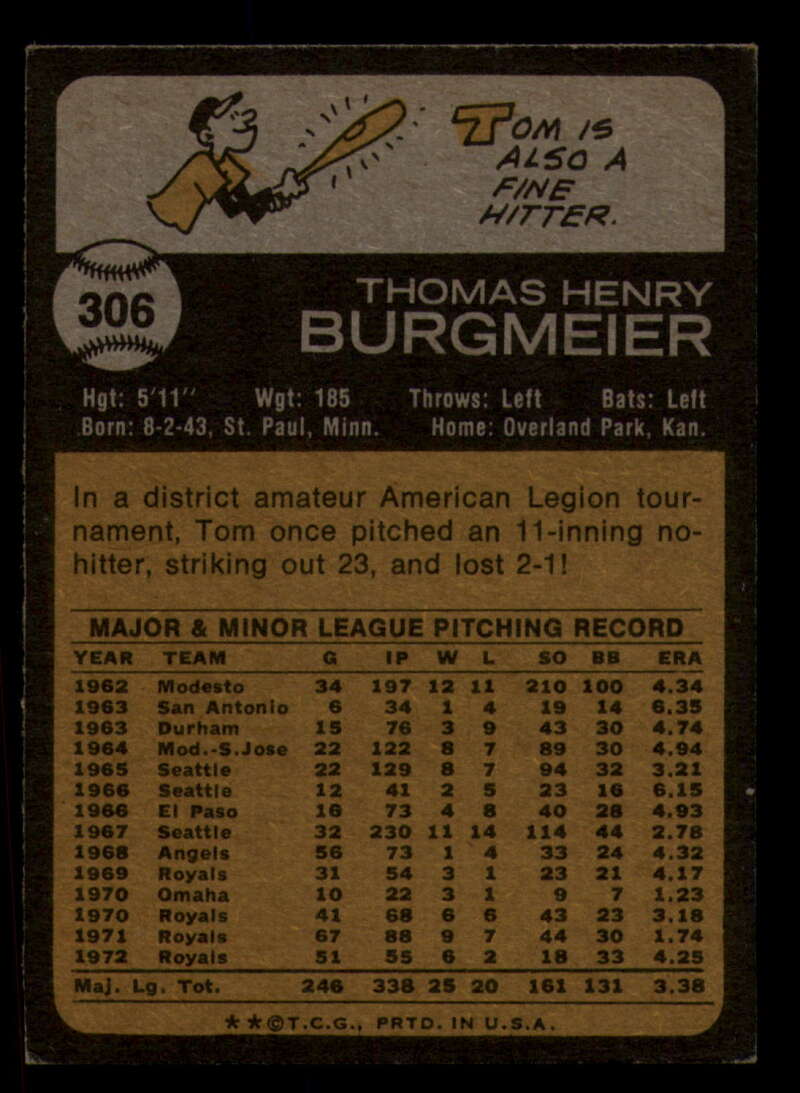 TOM IS
ALSO A
FINE
HITTER.
306
THOMAS HENRY
BURGMEIER
Hgt: 5'11" Wgt: 185 Throws: Left Bats: Left
Born: 8-2-43, St. Paul, Minn. Home: Overland Park, Kan.
In a district amateur American Legion tour-
nament, Tom once pitched an 11-inning no-
hitter, striking out 23, and lost 2-1!
MAJOR & MINOR LEAGUE PITCHING RECORD
YEAR TEAM G IP W L SO BB ERA
1962 Modesto 34 197 12 11 210 100 4.34
1963 San Antonio 6 34 1 4 19 14 6.35
1963 Durham 15 76 3 9 43 30 4.74
1964 Mod.-S.Jose 22 122 8 7 89 30 4.94
1965 Seattle 22 129 8 7 94 32 3.21
1966 Seattle 12 41 2 5 23 16 6.15
1966 El Paso 16 73 4 8 40 28 4.93
1967 Seattle 32 230 11 14 114 44 2.78
1968 Angels 56 73 1 4 33 24 4.32
1969 Royals 31 54 3 1 23 21 4.17
1970 Omaha 10 22 3 1 9 7 1.23
1970 Royals 41 68 6 6 43 23 3.18
1971 Royals 67 88 9 7 44 30 1.74
1972 Royals 51 55 6 2 18 33 4.25
Maj. Lg. Tot. 246 338 25 20 161 131 3.38
**©T.C.G., PRTD. IN U.S.A.